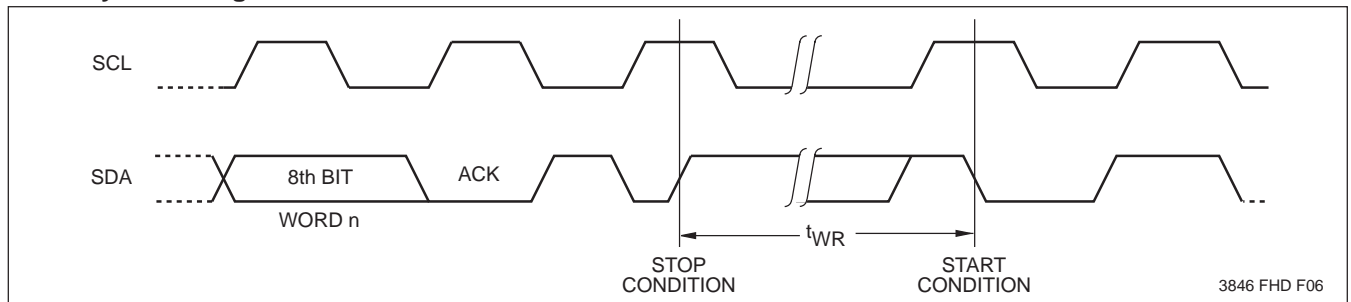 SCL
SDA
8th BIT
ACK
WORD n
tWR
STOP
CONDITION
START
CONDITION
3846 FHD F06